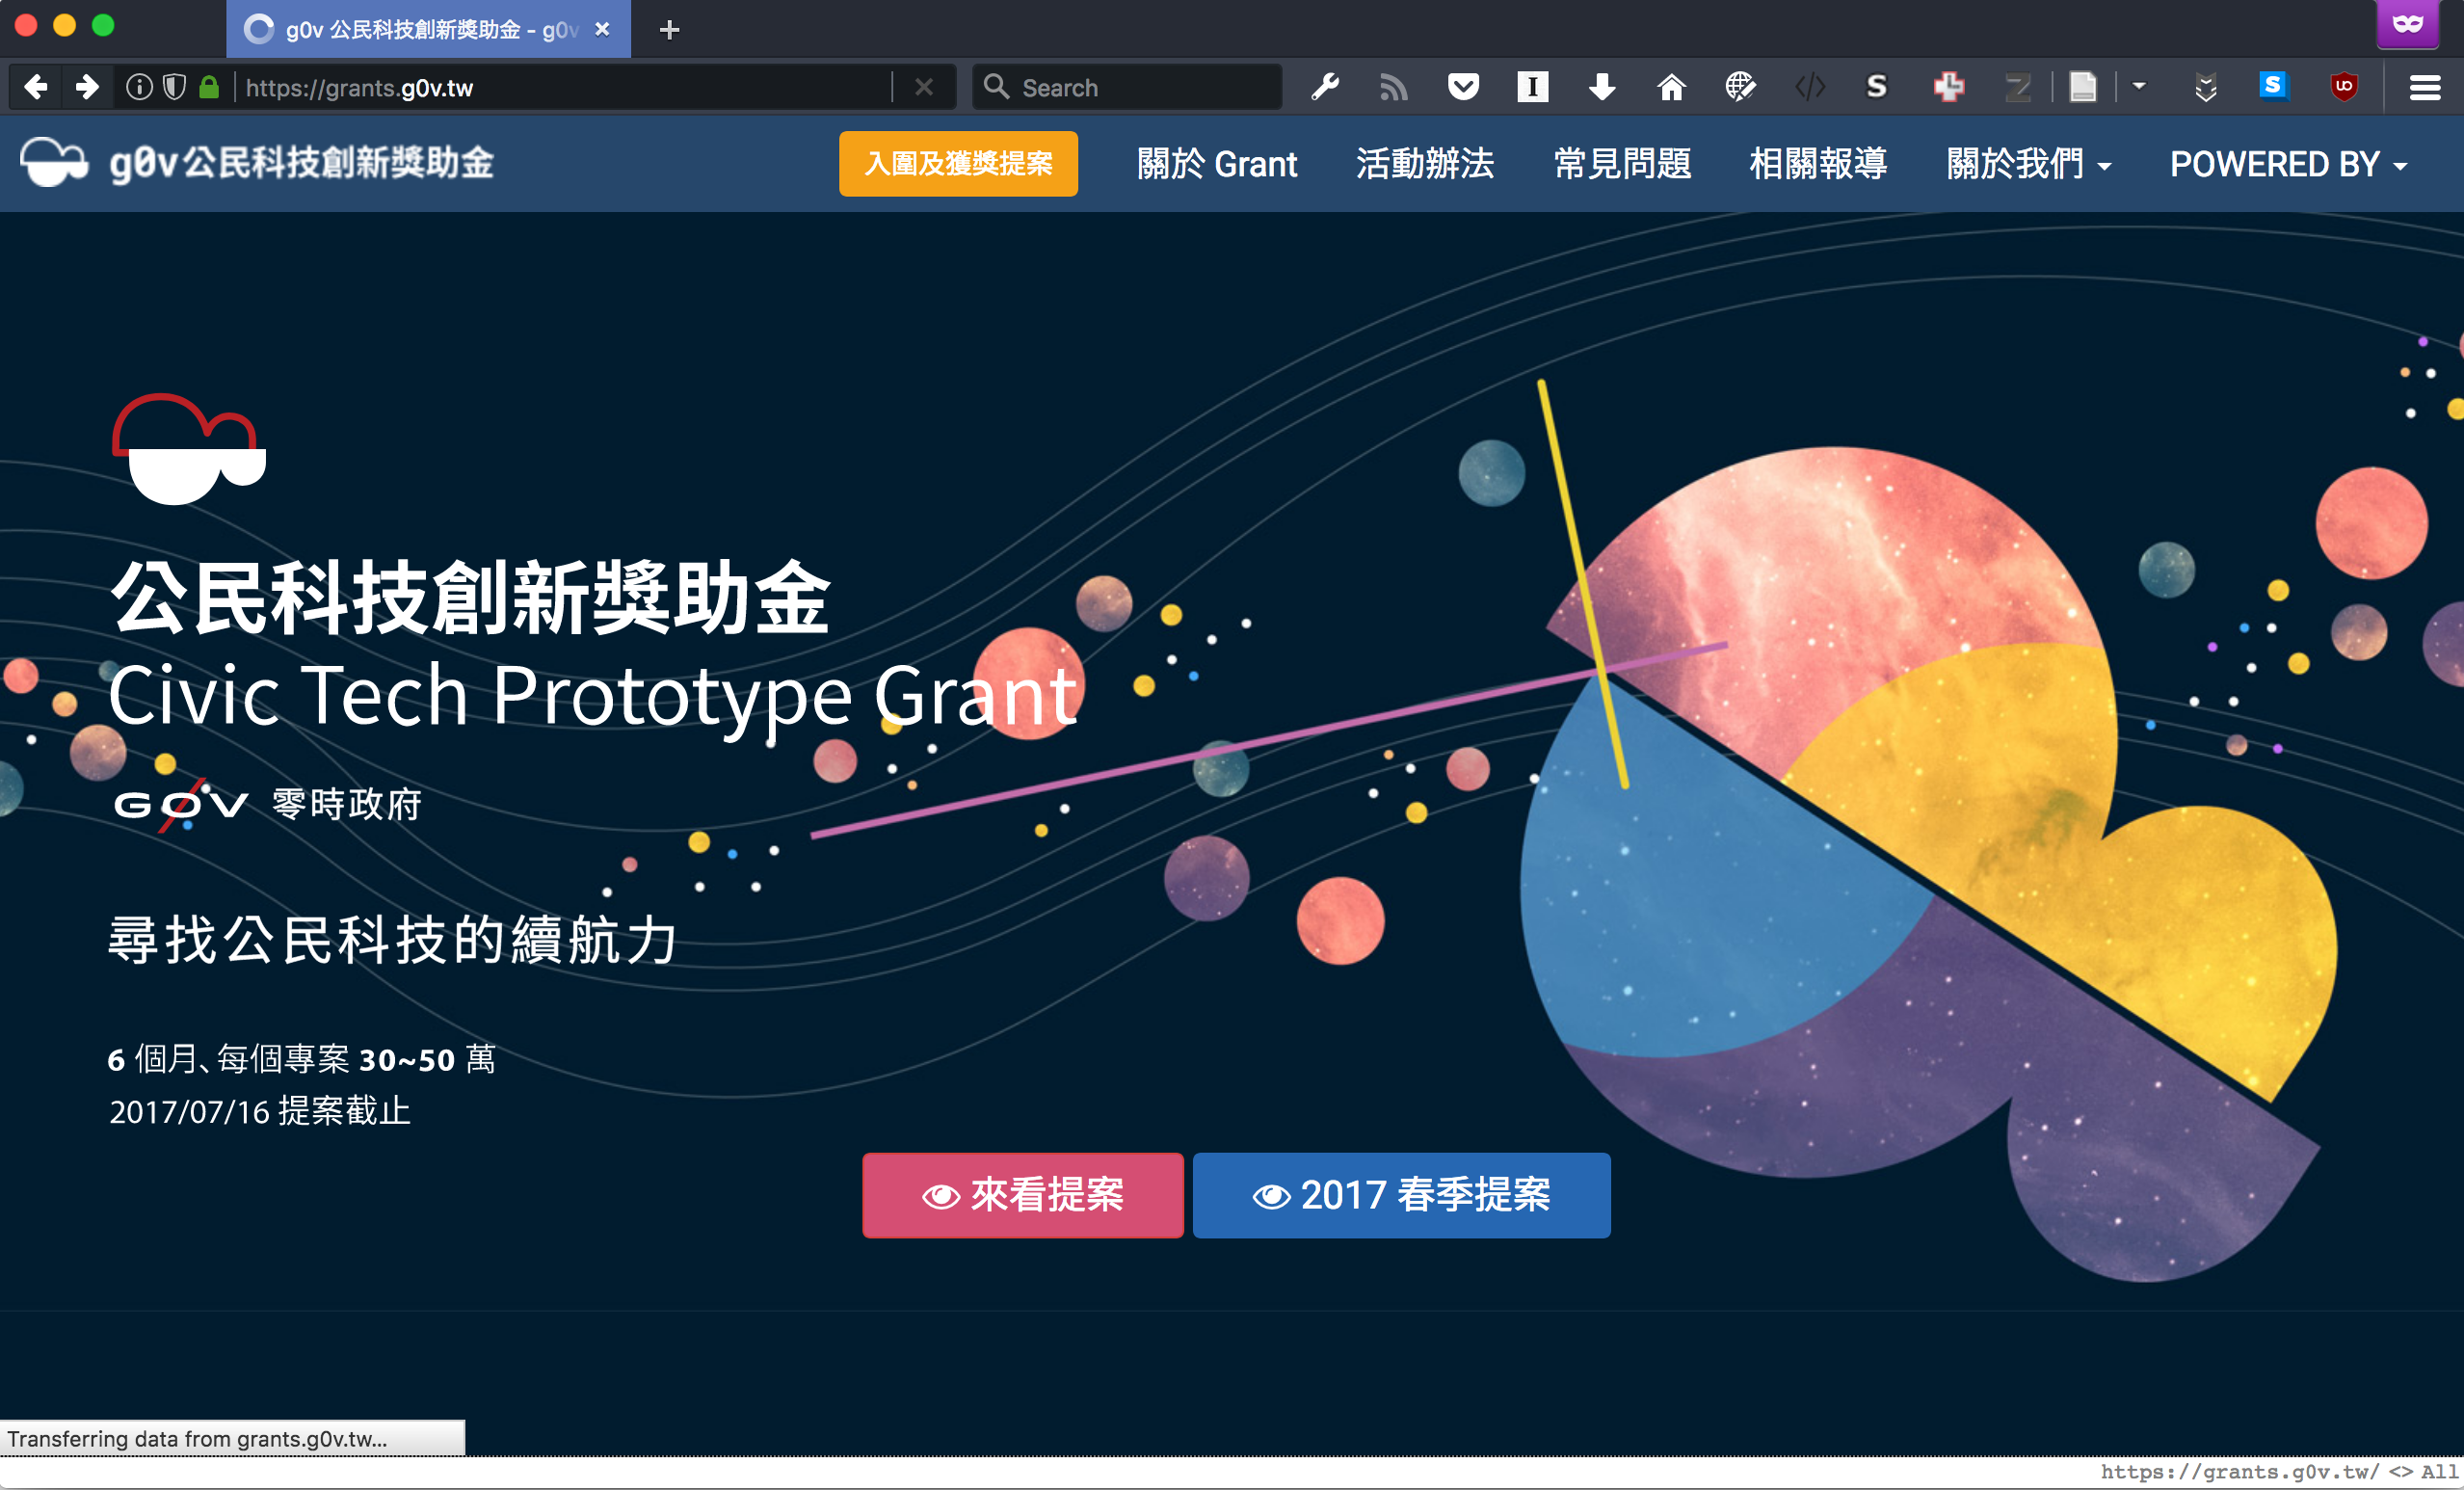 g0v 公民科技創新獎助金 - g0v
https://grants.g0v.tw
Search
g0v公民科技創新獎助金
入圍及獲獎提案
關於 Grant
活動辦法
常見問題
相關報導
關於我們
POWERED BY
公民科技創新獎助金
Civic Tech Prototype Grant
G0V 零時政府
尋找公民科技的續航力
6 個月、每個專案 30~50 萬
2017/07/16 提案截止
來看提案
2017 春季提案
Transferring data from grants.g0v.tw...
https://grants.g0v.tw/ <> All